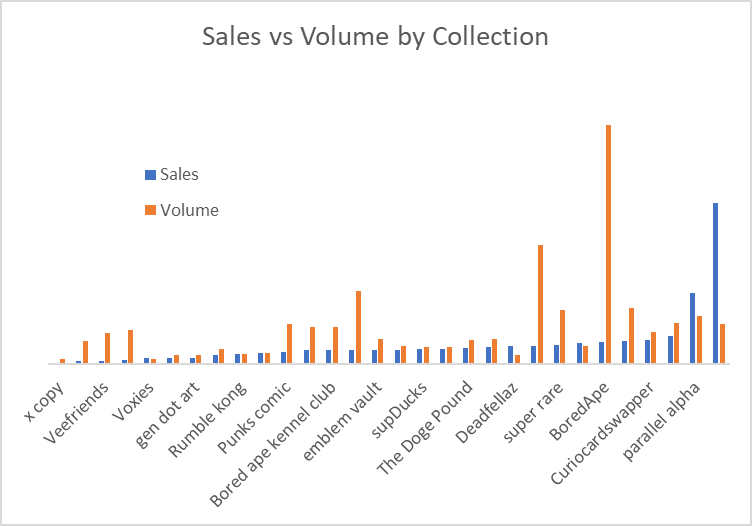 Sales vs Volume by Collection
Sales
Volume
x copy
Veefriends
Voxies
gen dot art
Rumble kong
Punks comic
Bored ape kennel club
emblem vault
supDucks
The Doge Pound
Deadfellaz
super rare
BoredApe
Curiocardswapper
parallel alpha